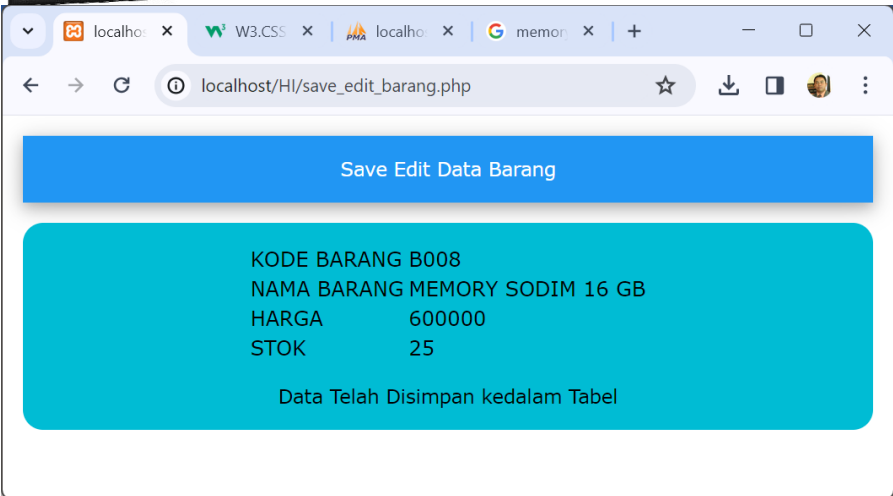 localhos
W3.CSS
PMA
localho
G memor
localhost/HI/save_edit_barang.php
Save Edit Data Barang
KODE BARANG B008
NAMA BARANG MEMORY SODIM 16 GB
HARGA 600000
STOK 25
Data Telah Disimpan kedalam Tabel